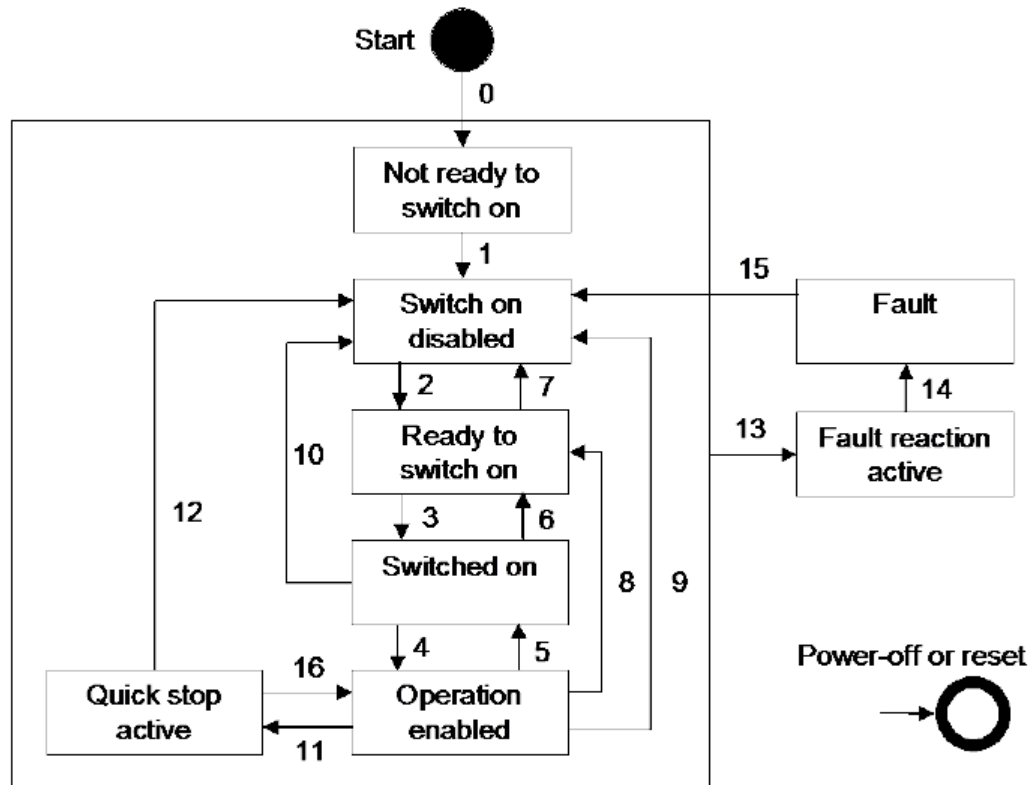 Start
0
Not ready to
switch on
1
15
Switch on
disabled
Fault
2
7
14
13
Ready to
switch on
Fault reaction
active
10
12
3
6
Switched on
8
9
4
5
Power-off or reset
16
Quick stop
active
Operation
enabled
11